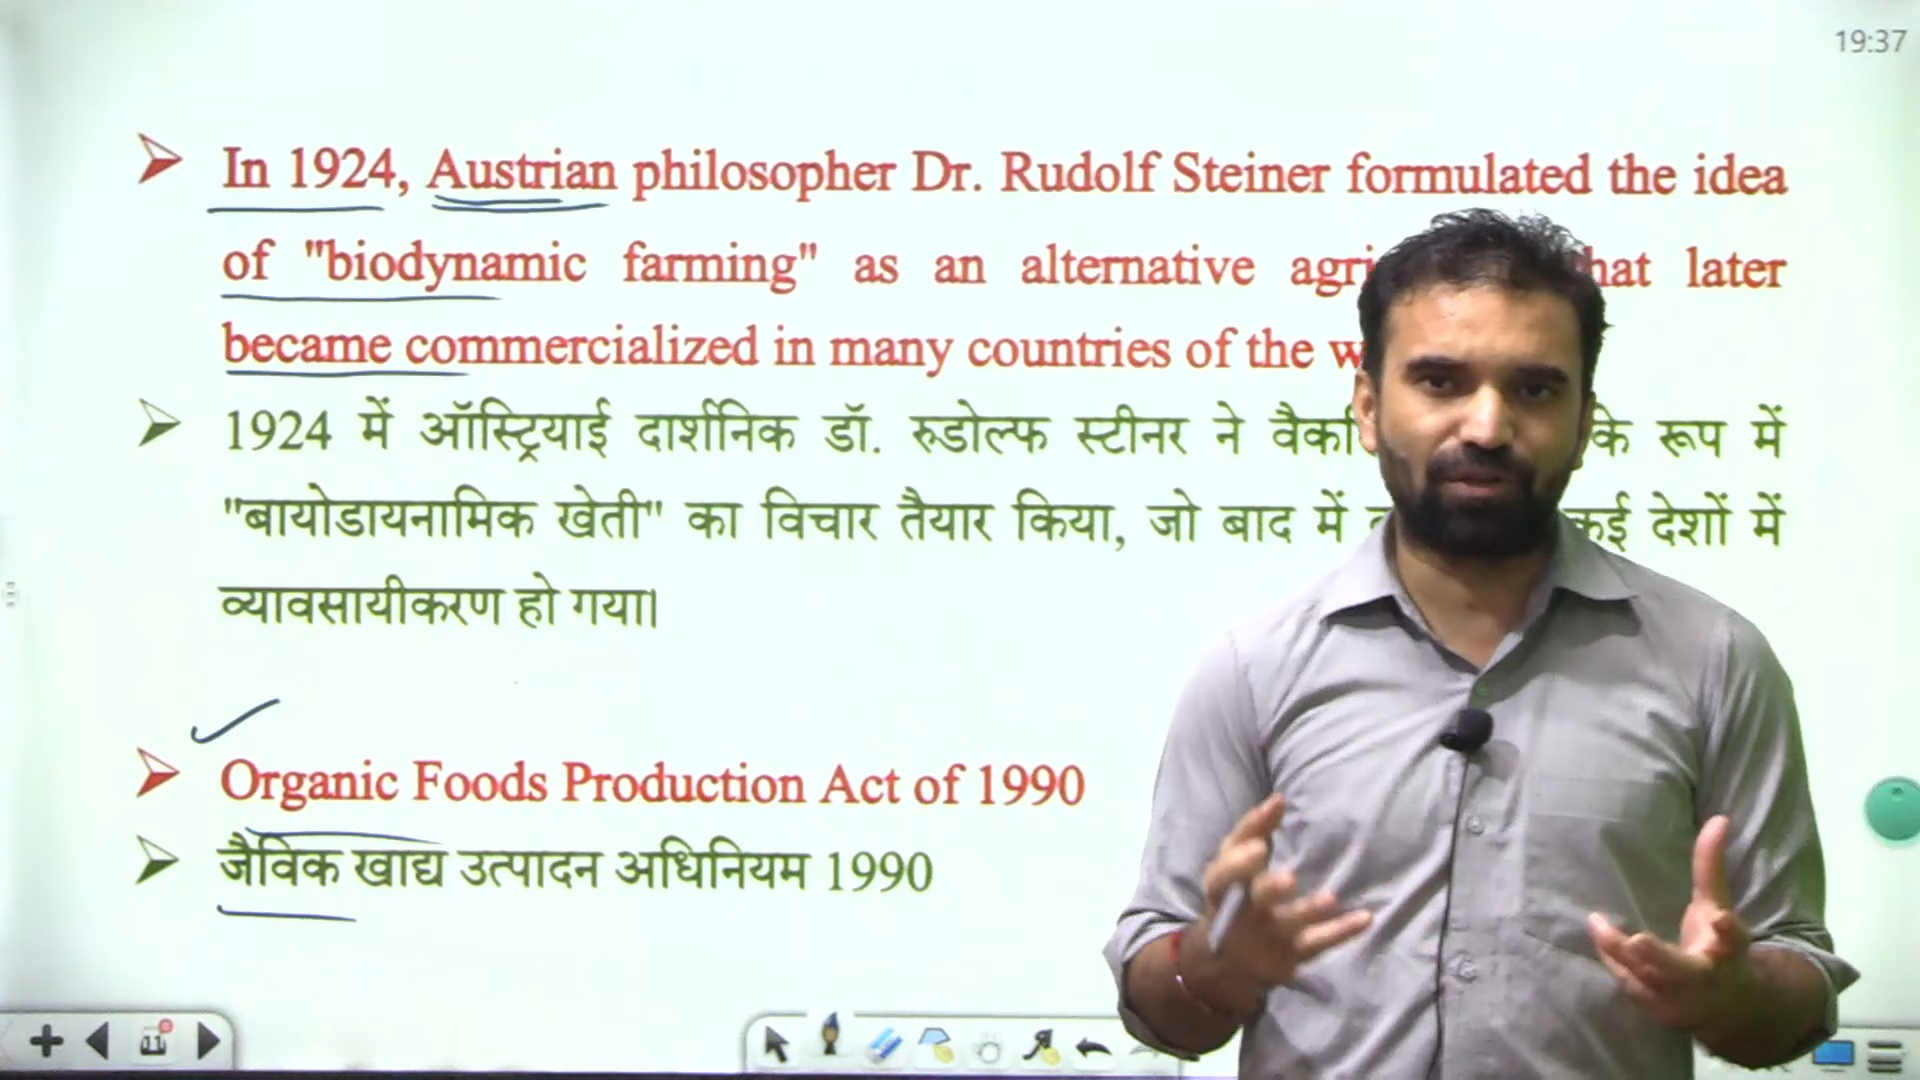 19:37
In 1924, Austrian philosopher Dr. Rudolf Steiner formulated the idea
of "biodynamic farming" as an alternative later
became commercialized in many countries of the
1924 में ऑस्ट्रियाई दार्शनिक डॉ. रुडोल्फ स्टीनर ने के रूप में
"बायोडायनामिक खेती" का विचार तैयार किया, जो बाद में कई देशों में
व्यावसायीकरण हो गया।
Organic Foods Production Act of 1990
जैविक खाद्य उत्पादन अधिनियम 1990
11